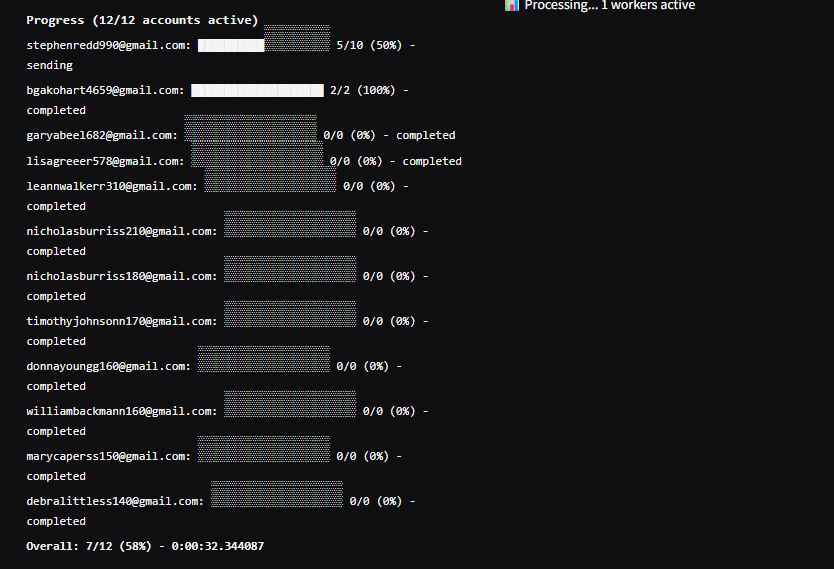 Processing... 1 workers active
Progress (12/12 accounts active)
stephenredd990@gmail.com: 5/10 (50%) -
sending
bgakohart4659@gmail.com: 2/2 (100%) -
completed
garyabeel682@gmail.com: 0/0 (0%) - completed
lisagreeer578@gmail.com: 0/0 (0%) - completed
leannwalkerr310@gmail.com: 0/0 (0%) -
completed
nicholasburriss210@gmail.com: 0/0 (0%) -
completed
nicholasburriss180@gmail.com: 0/0 (0%) -
completed
timothyjohnsonn170@gmail.com: 0/0 (0%) -
completed
donnayoungg160@gmail.com: 0/0 (0%) -
completed
williambackmann160@gmail.com: 0/0 (0%) -
completed
marycaperss150@gmail.com: 0/0 (0%) -
completed
debralittless140@gmail.com: 0/0 (0%) -
completed
Overall: 7/12 (58%) - 0:00:32.344087